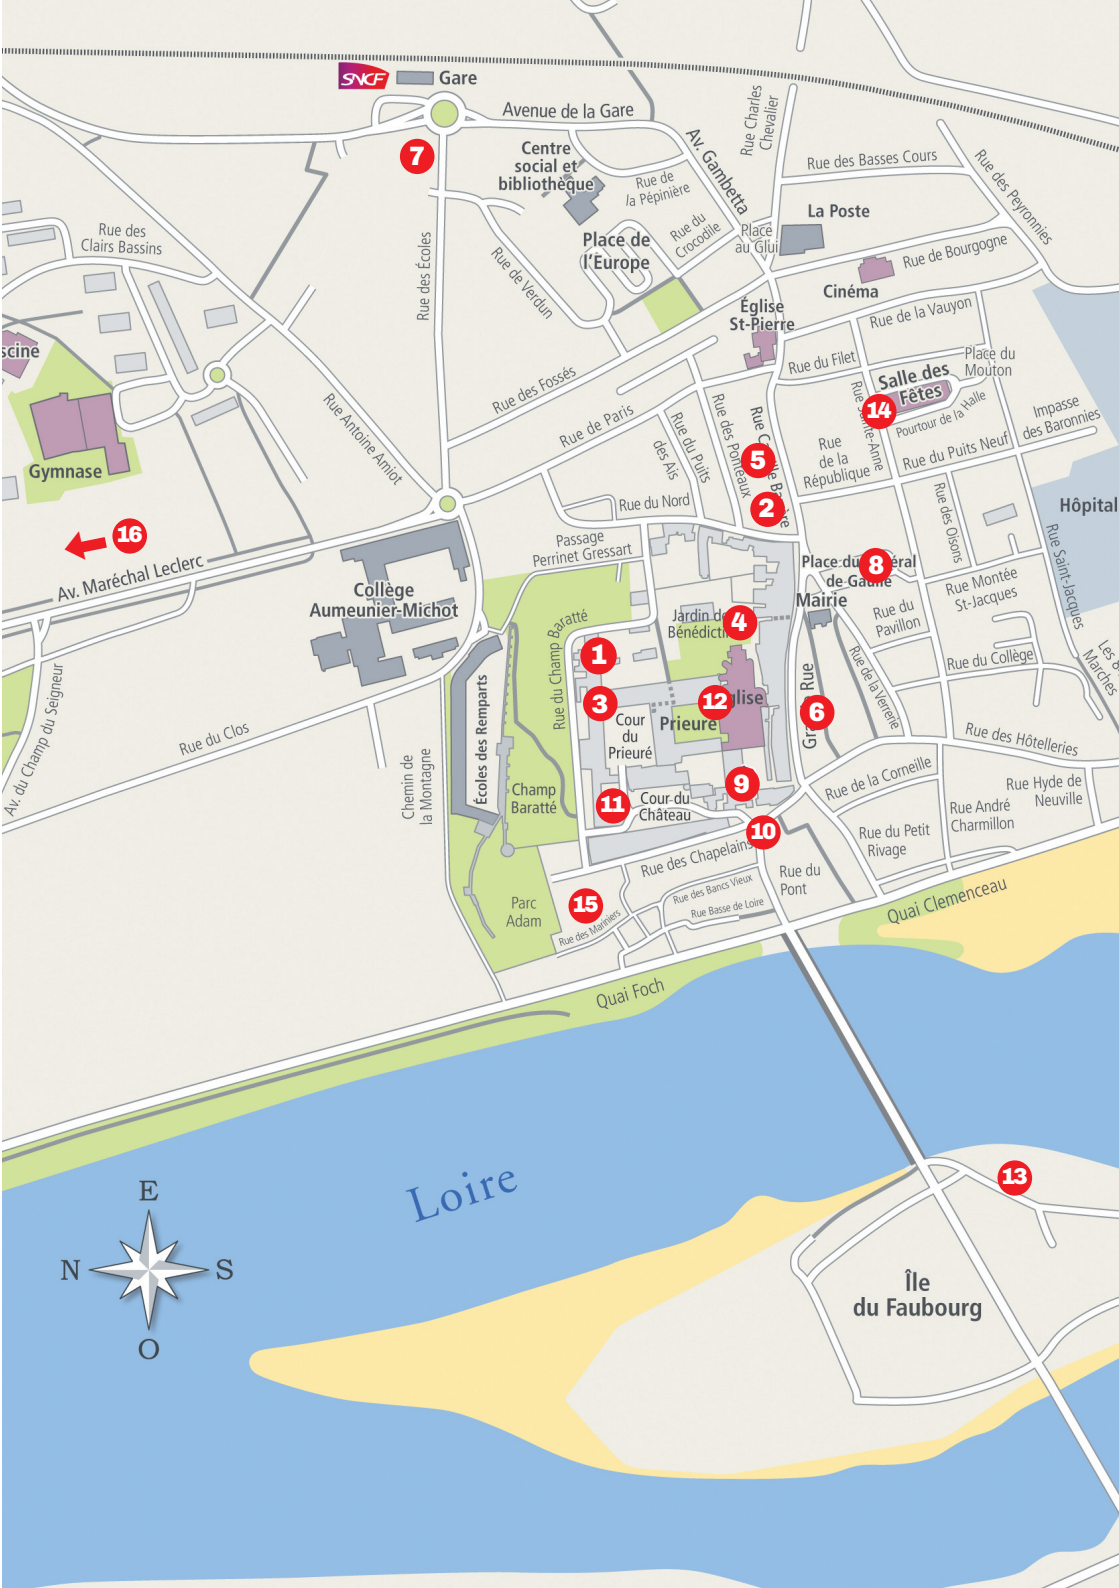 SNCF
Gare
Avenue de la Gare
7
Centre
social et
bibliothèque
Rue de
la Pépinière
Av. Gambetta
Rue Charles
Chevalier
Rue des Basses Cours
Rue des Peyronnies
La Poste
Place
au Glui
Rue du
Crocodile
Place de
l'Europe
Rue des
Clairs Bassins
Rue des Écoles
Rue de Verdun
Rue de Bourgogne
Cinéma
Église
St-Pierre
Rue de la Vauyon
Rue du Filet
Place du
Mouton
Salle des
Fêtes
14
Pourtour de la Halle
Impasse
des Baronnies
Rue du Puits Neuf
Rue
de la
République
Rue des Fossés
Rue de Paris
Rue Antoine Amiot
Gymnase
16
Av. Maréchal Leclerc
Rue du Puits
des Ais
Rue des Ponteaux
5
2
Rue du Nord
Passage
Perrinet Gressart
Rue des Oisons
Hôpital
Rue Saint-Jacques
8
de Gaulle
Mairie
Rue Montée
St-Jacques
Rue du
Pavillon
Rue du Collège
Marches
Rue de la Verrerie
Collège
Aumeunier-Michot
Rue du Champ Baratté
4
1
3
12
Prieuré
Cour
du
Prieuré
6
Rue des Hôtelleries
Av. du Champ du Seigneur
Rue du Clos
Chemin de
la Montagne
Écoles des Remparts
Champ
Baratté
11
Cour du
Château
9
10
Rue de la Corneille
Rue Hyde de
Neuville
Rue André
Charmillon
Rue du Petit
Rivage
Rue des Chapelains
Rue du
Pont
Rue des Bancs Vieux
Rue Basse de Loire
15
Rue des Mariniers
Parc
Adam
Quai Clemenceau
Quai Foch
Loire
13
Île
du Faubourg
E
N
S
O